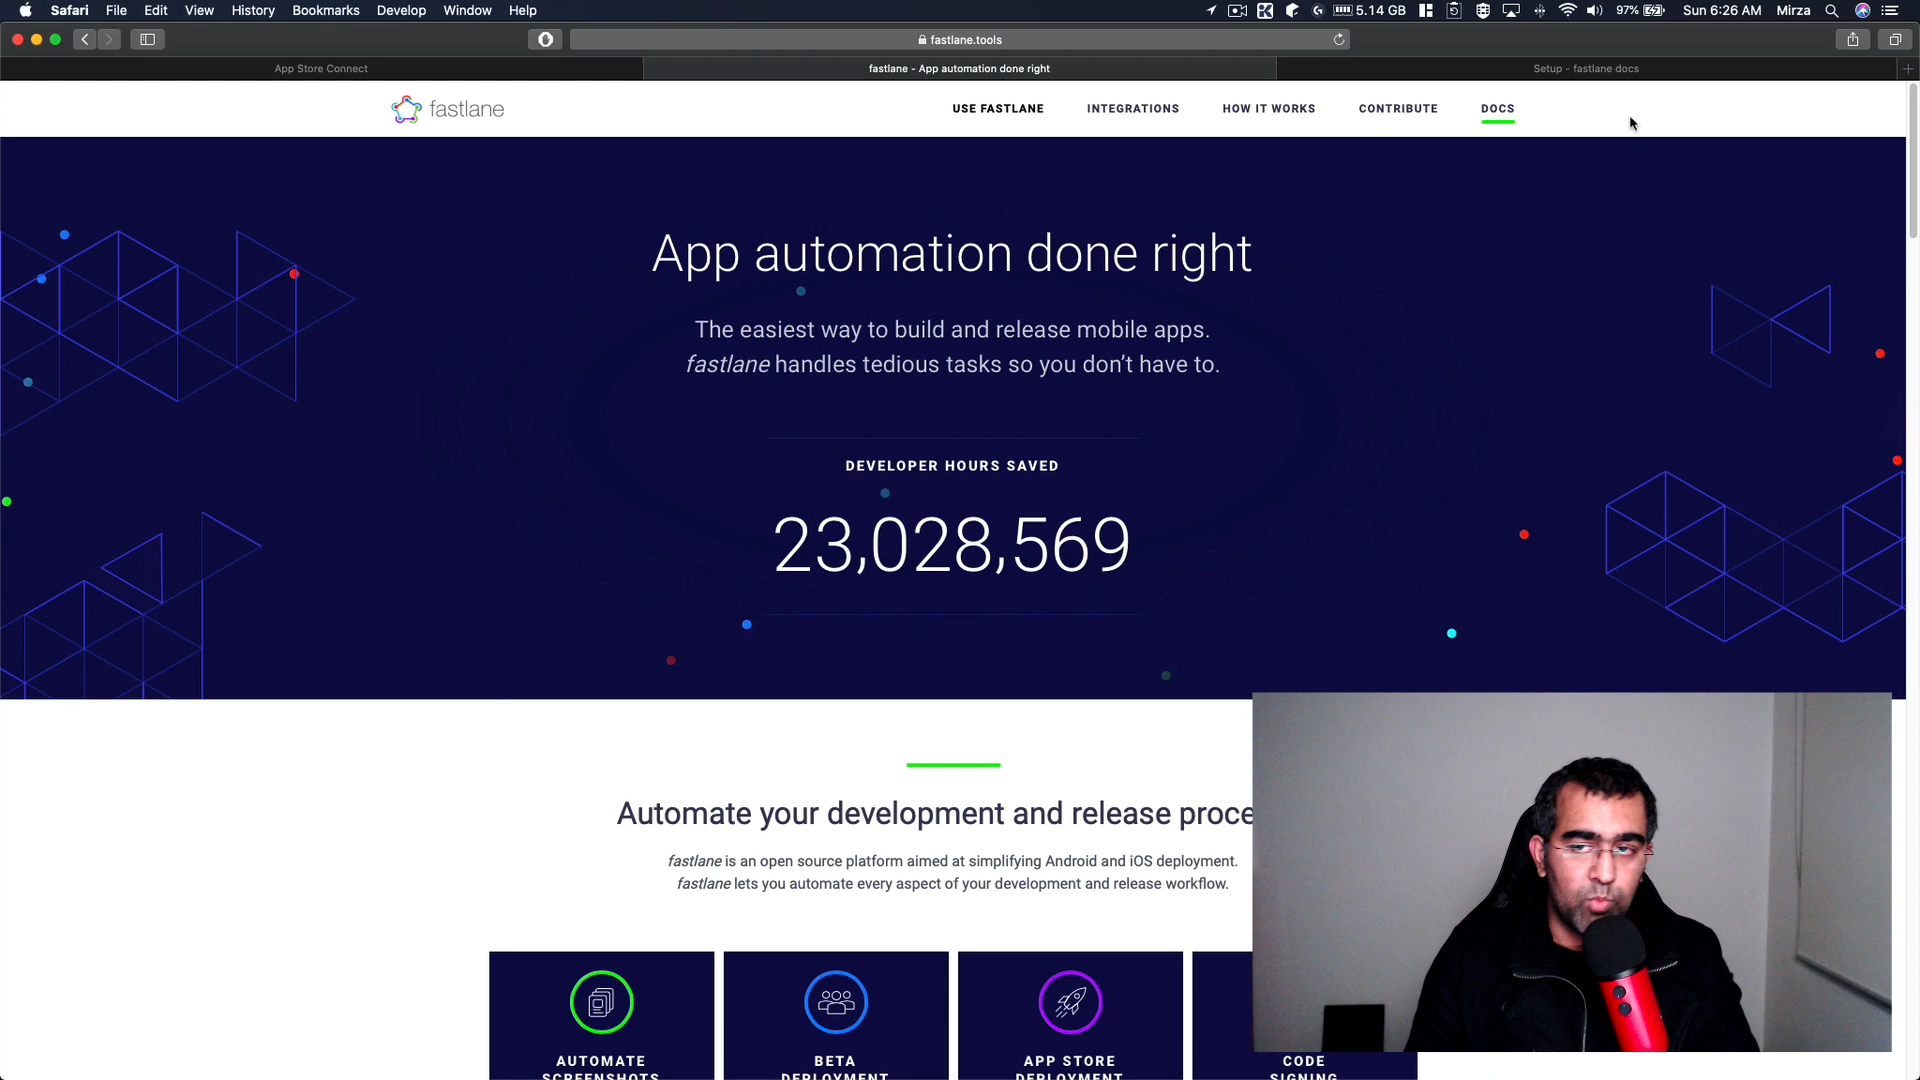 Safari File Edit View History Bookmarks Develop Window Help
5.14 GB 97% Sun 6:26 AM Mirza
fastlane.tools
App Store Connect
fastlane - App automation done right
Setup - fastlane docs
fastlane
USE FASTLANE INTEGRATIONS HOW IT WORKS CONTRIBUTE DOCS
App automation done right
The easiest way to build and release mobile apps.
fastlane handles tedious tasks so you don’t have to.
DEVELOPER HOURS SAVED
23,028,569
Automate your development and release proce
fastlane is an open source platform aimed at simplifying Android and iOS deployment.
fastlane lets you automate every aspect of your development and release workflow.
AUTOMATE
SCREENSHOTS
BETA
DEPLOYMENT
APP STORE
DEPLOYMENT
CODE
SIGNING